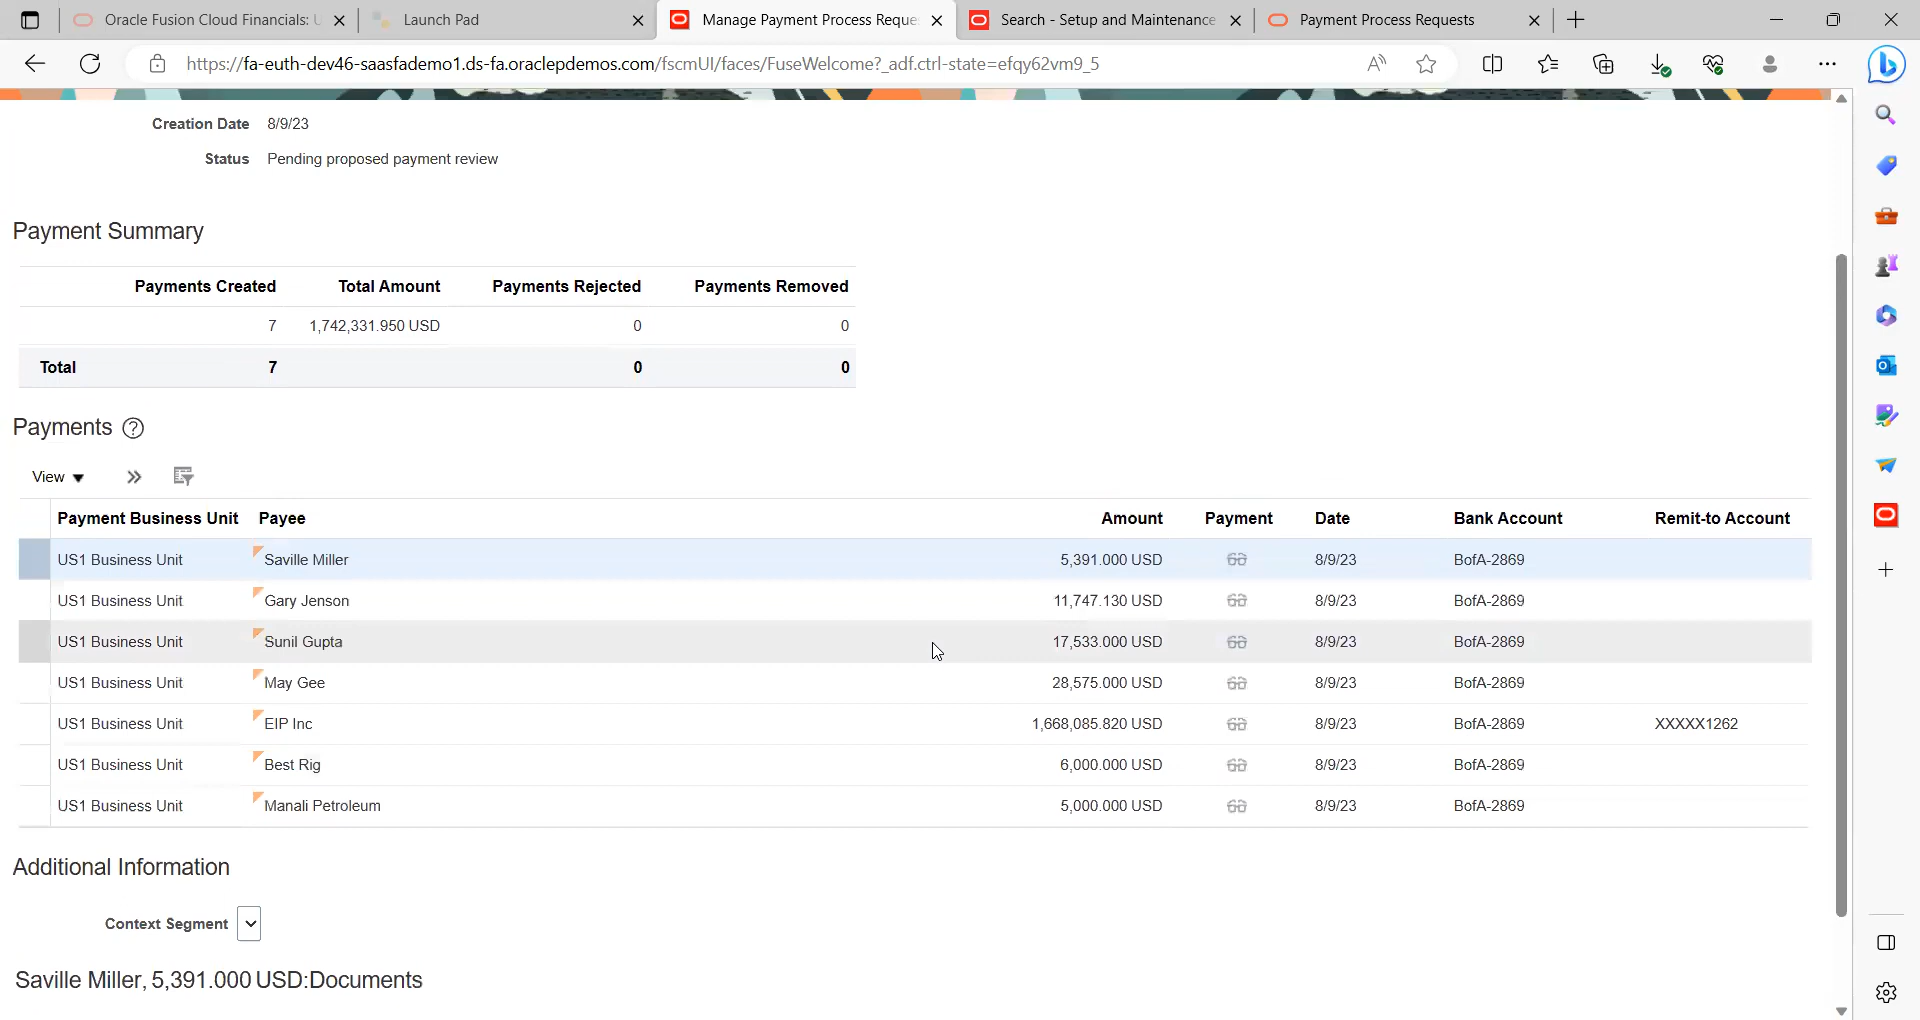 Oracle Fusion Cloud Financials: U
Launch Pad
Manage Payment Process Reque
Search - Setup and Maintenance
Payment Process Requests
https://fa-euth-dev46-saasfademo1.ds-fa.oraclepdemos.com/fscmUI/faces/FuseWelcome?_adf.ctrl-state=efqy62vm9_5
Creation Date 8/9/23
Status Pending proposed payment review
Payment Summary
Payments Created Total Amount Payments Rejected Payments Removed
7 1,742,331.950 USD 0 0
Total 7 0 0
Payments
View
Payment Business Unit Payee Amount Payment Date Bank Account Remit-to Account
US1 Business Unit Saville Miller 5,391.000 USD 8/9/23 BofA-2869
US1 Business Unit Gary Jenson 11,747.130 USD 8/9/23 BofA-2869
US1 Business Unit Sunil Gupta 17,533.000 USD 8/9/23 BofA-2869
US1 Business Unit May Gee 28,575.000 USD 8/9/23 BofA-2869
US1 Business Unit EIP Inc 1,668,085.820 USD 8/9/23 BofA-2869 XXXXX1262
US1 Business Unit Best Rig 6,000.000 USD 8/9/23 BofA-2869
US1 Business Unit Manali Petroleum 5,000.000 USD 8/9/23 BofA-2869
Additional Information
Context Segment
Saville Miller, 5,391.000 USD:Documents